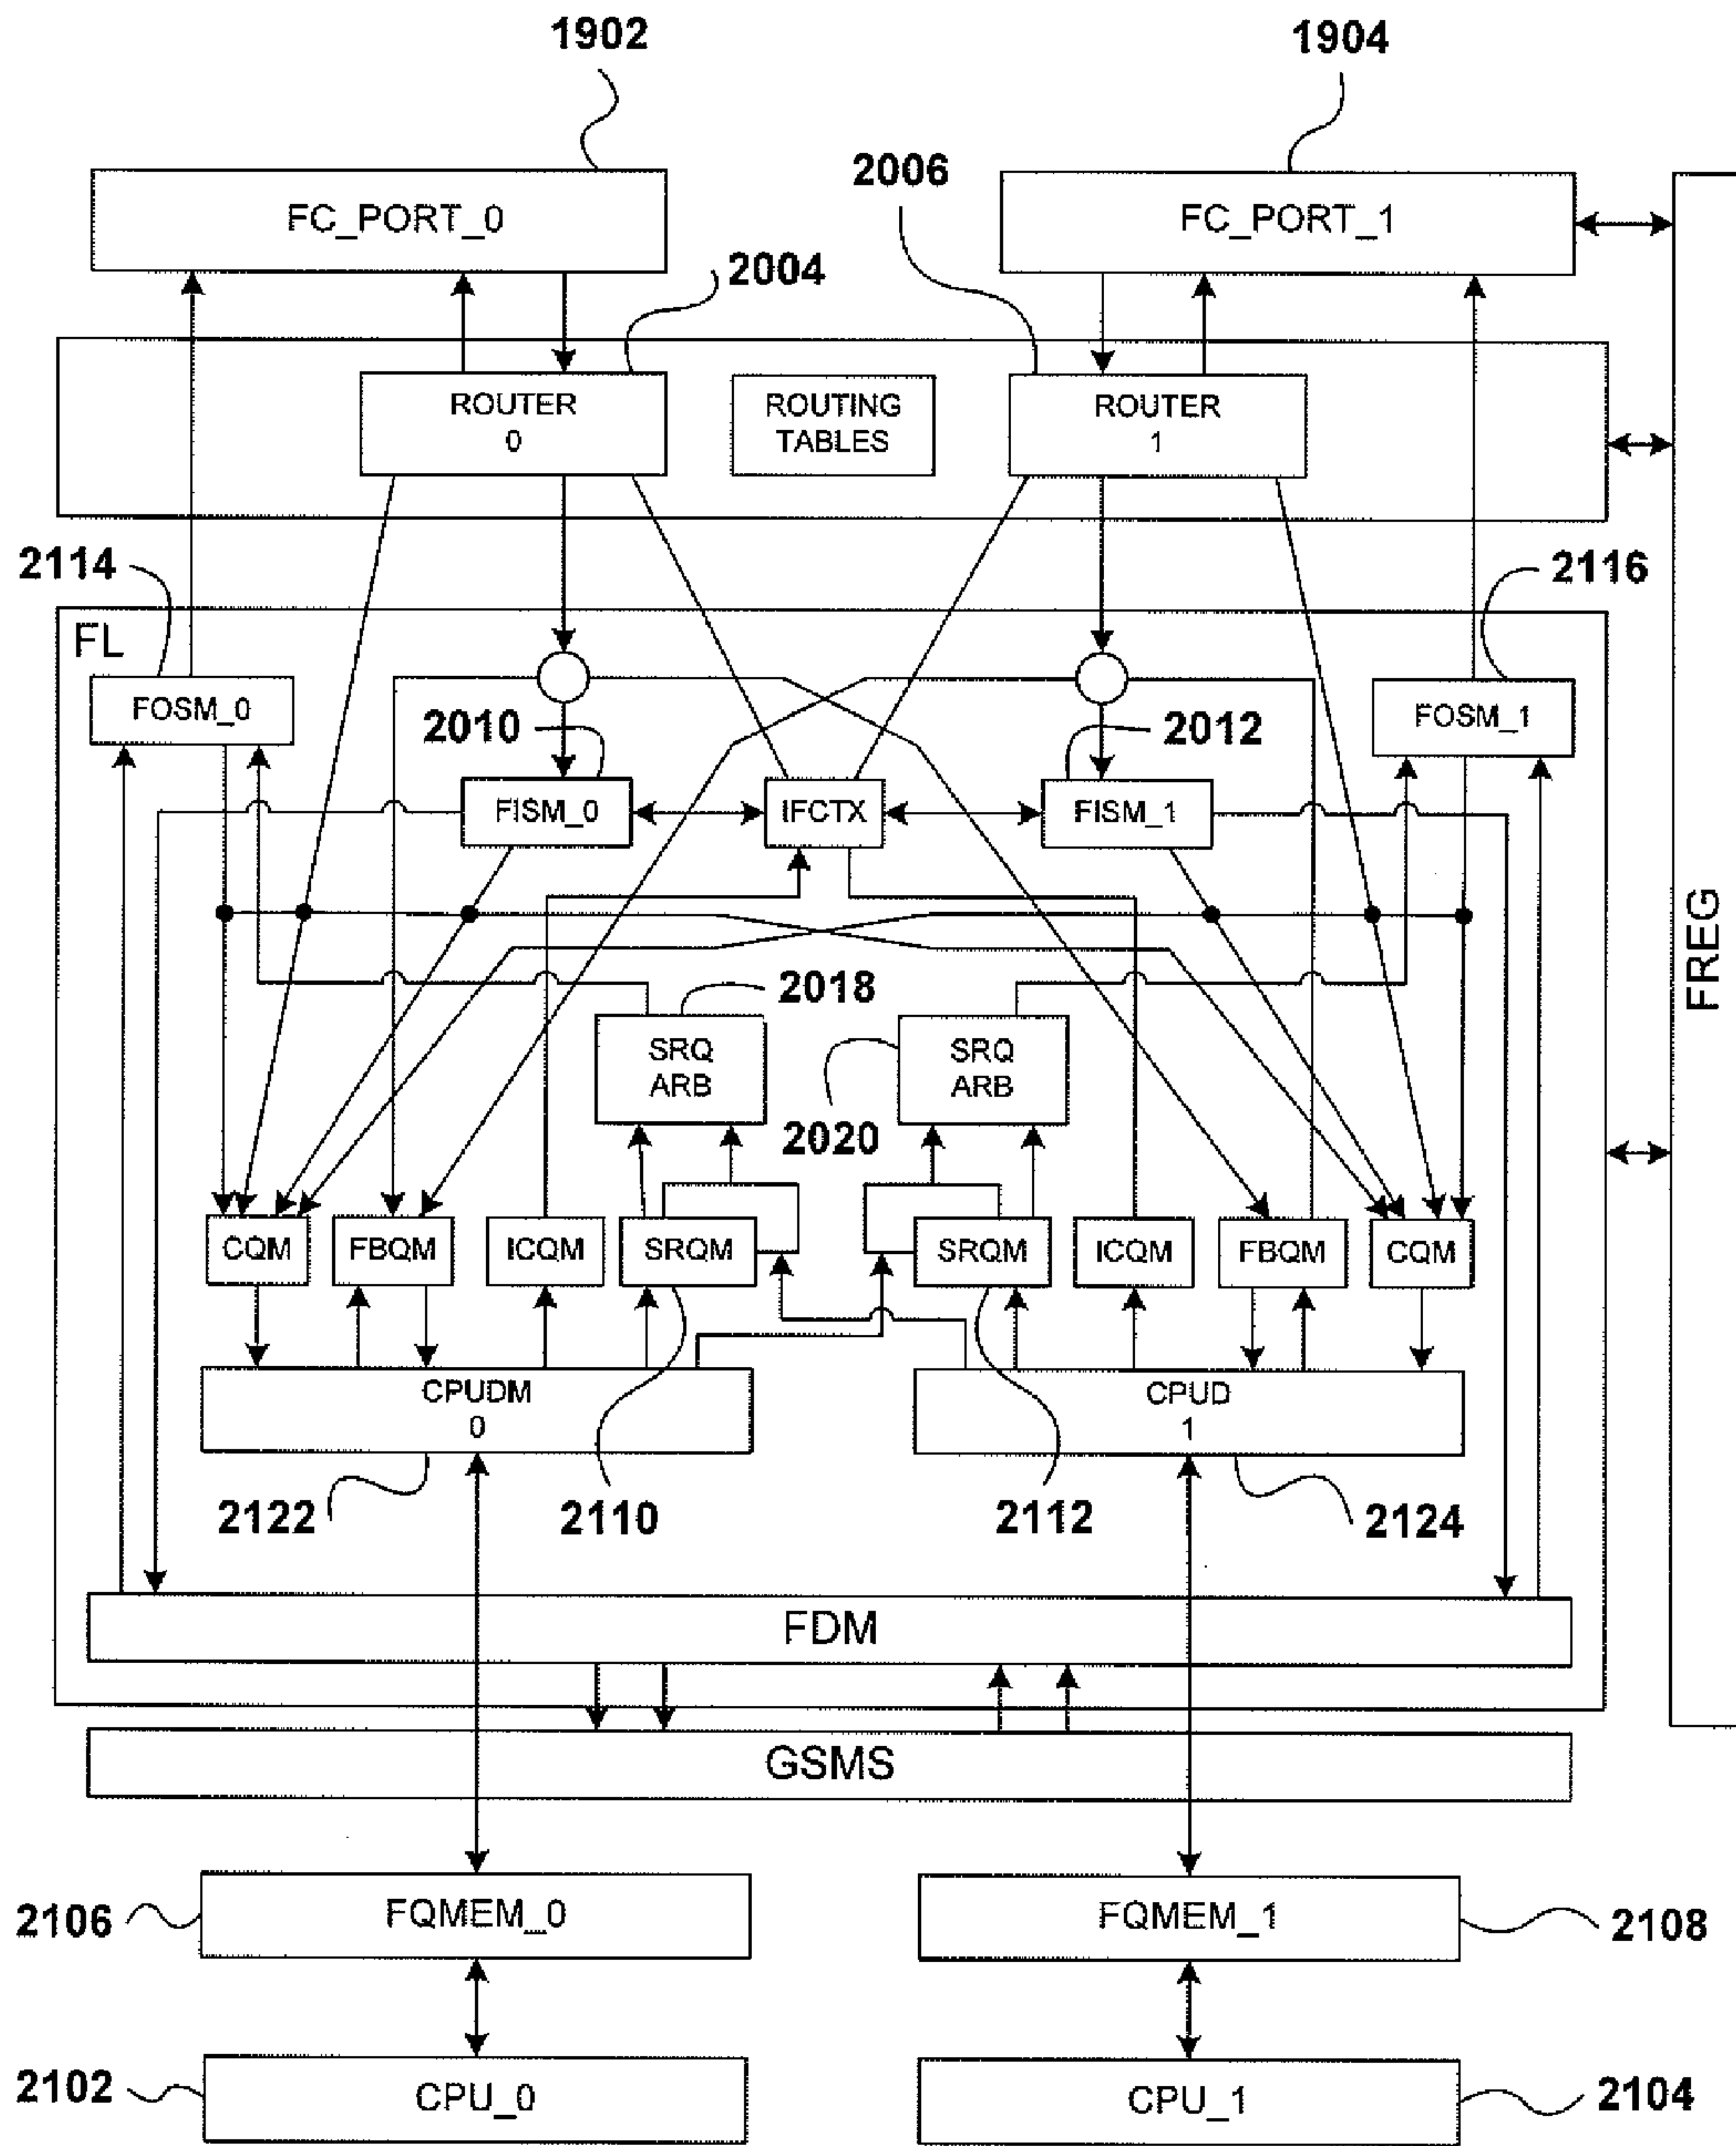 1902
1904
2006
FC_PORT_0
FC_PORT_1
2004
ROUTER
0
ROUTING
TABLES
ROUTER
1
2114
2116
FL
FOSM_0
FOSM_1
2010
2012
FISM_0
IFCTX
FISM_1
FREG
2018
SRQ
ARB
SRQ
ARB
2020
CQM
FBQM
ICQM
SRQM
SRQM
ICQM
FBQM
CQM
CPUDM
0
CPUD
1
2122
2110
2112
2124
FDM
GSMS
2106
FQMEM_0
FQMEM_1
2108
2102
CPU_0
CPU_1
2104